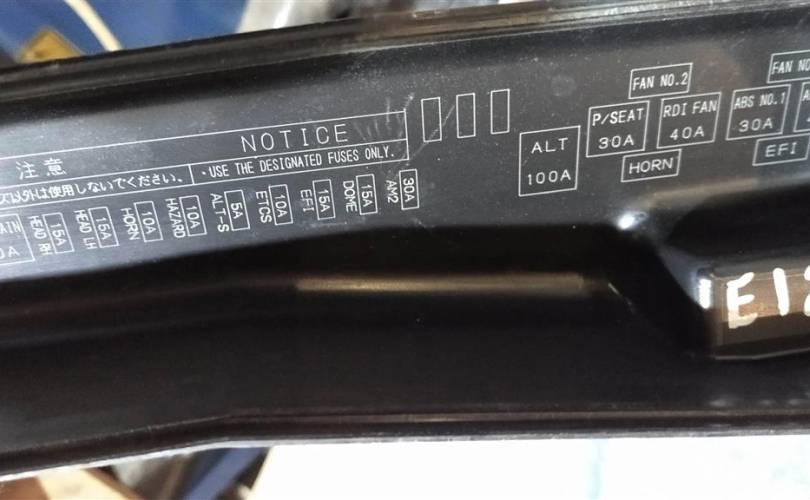 注意
NOTICE
ズ以外は使用しないでください。
・USE THE DESIGNATED FUSES ONLY.
HEAD RH
15A
HEAD LH
15A
HORN
10A
HAZARD
10A
ALT-S
5A
ETCS
10A
EFI
15A
DOME
15A
AM2
30A
ALT
100A
FAN NO.2
P/SEAT
30A
RDI FAN
40A
HORN
FAN NO
ABS NO.1
30A
EFI